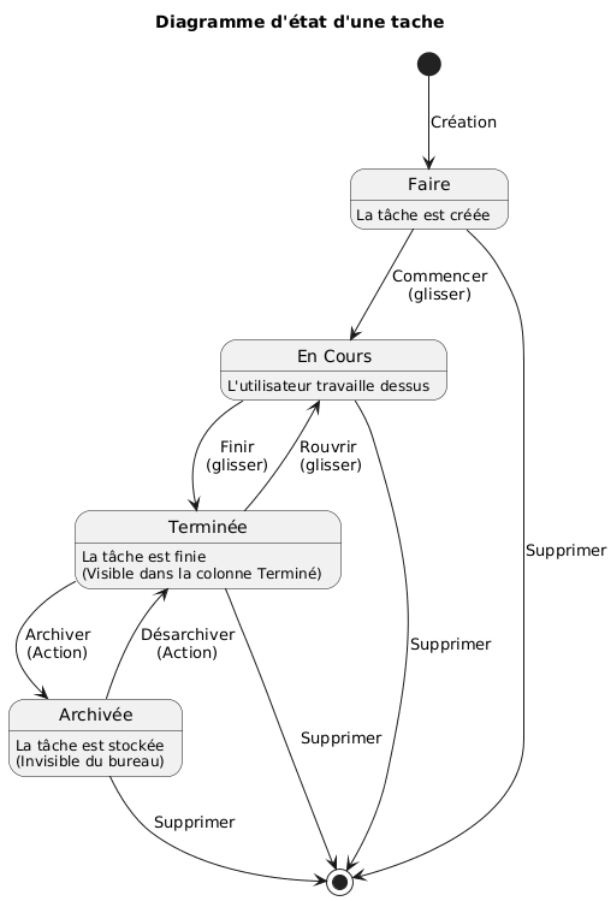 Diagramme d'état d'une tache
Création
Faire
La tâche est créée
Commencer
(glisser)
En Cours
L'utilisateur travaille dessus
Finir
(glisser)
Rouvrir
(glisser)
Terminée
La tâche est finie
(Visible dans la colonne Terminé)
Supprimer
Archiver
(Action)
Désarchiver
(Action)
Supprimer
Archivée
La tâche est stockée
(Invisible du bureau)
Supprimer
Supprimer